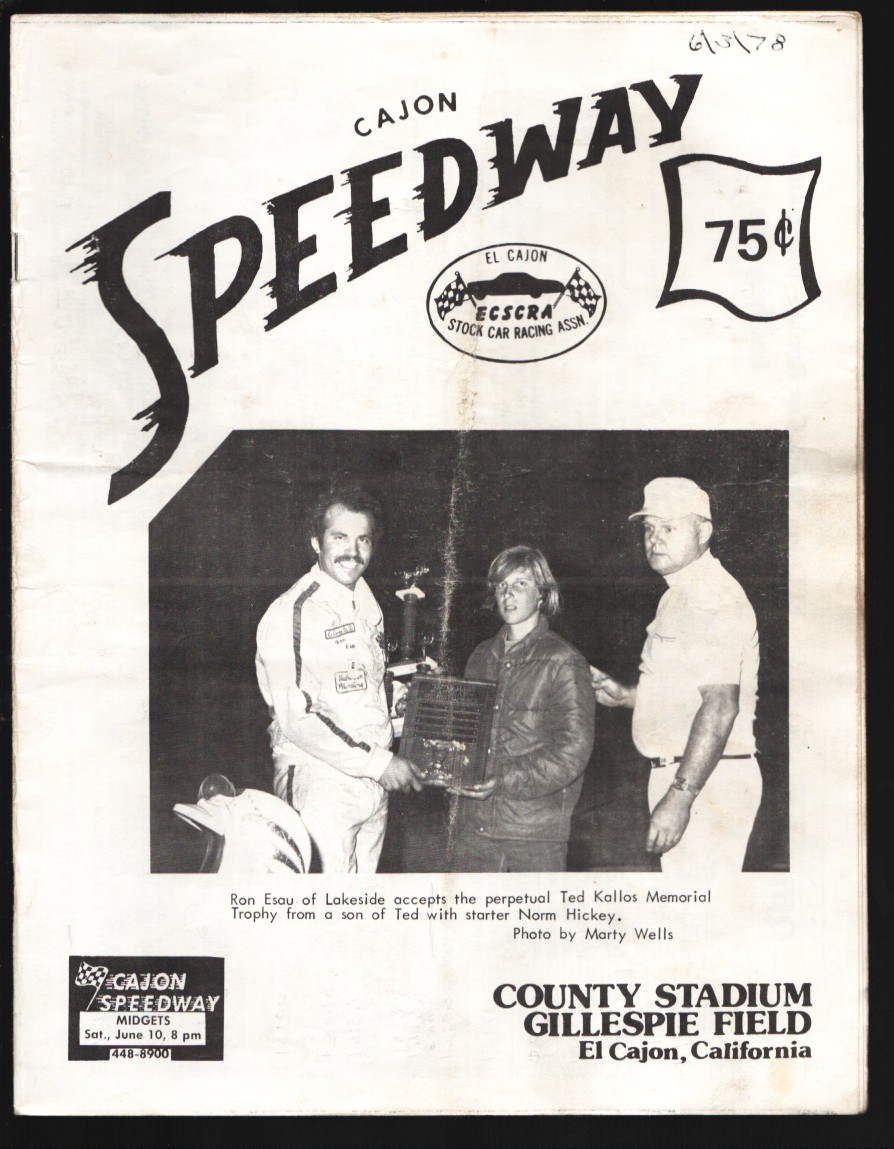 6/3/78
CAJON
SPEEDWAY
75¢
EL CAJON
ECSCRA
STOCK CAR RACING ASSN.
Ron Esau of Lakeside accepts the perpetual Ted Kallos Memorial
Trophy from a son of Ted with starter Norm Hickey.
Photo by Marty Wells
CAJON
SPEEDWAY
MIDGETS
Sat., June 10, 8 pm
448-8900
COUNTY STADIUM
GILLESPIE FIELD
El Cajon, California